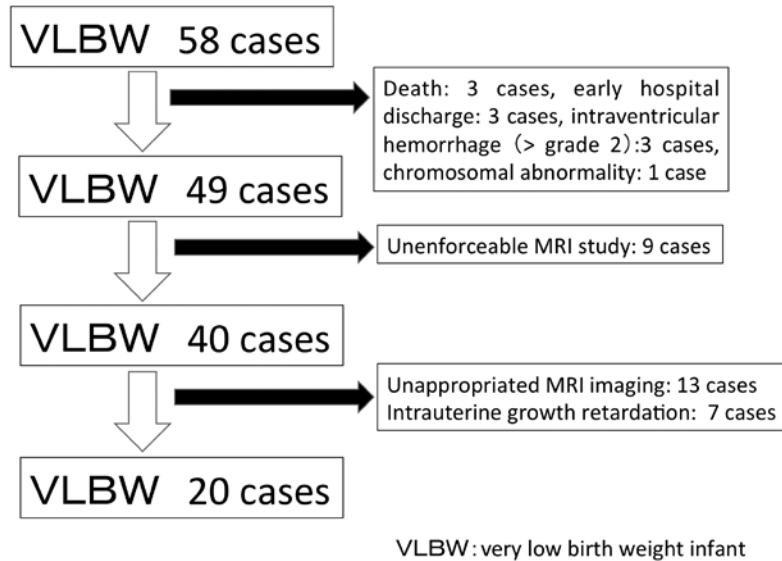 VLBW 58 cases
Death: 3 cases, early hospital
discharge: 3 cases, intraventricular
hemorrhage (> grade 2):3 cases,
chromosomal abnormality: 1 case
VLBW 49 cases
Unenforceable MRI study: 9 cases
VLBW 40 cases
Unappropriated MRI imaging: 13 cases
Intrauterine growth retardation: 7 cases
VLBW 20 cases
VLBW: very low birth weight infant